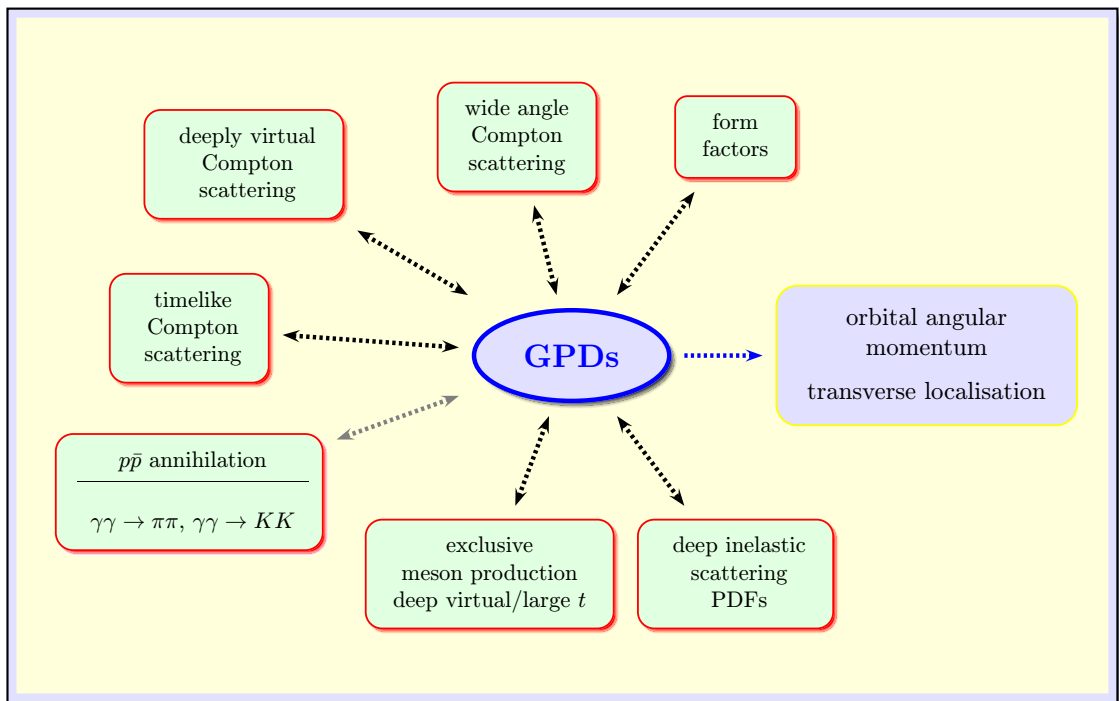 deeply virtual
Compton
scattering
wide angle
Compton
scattering
form
factors
timelike
Compton
scattering
GPDs
orbital angular
momentum
transverse localisation
pp̄ annihilation
γγ → ππ, γγ → KK
exclusive
meson production
deep virtual/large t
deep inelastic
scattering
PDFs